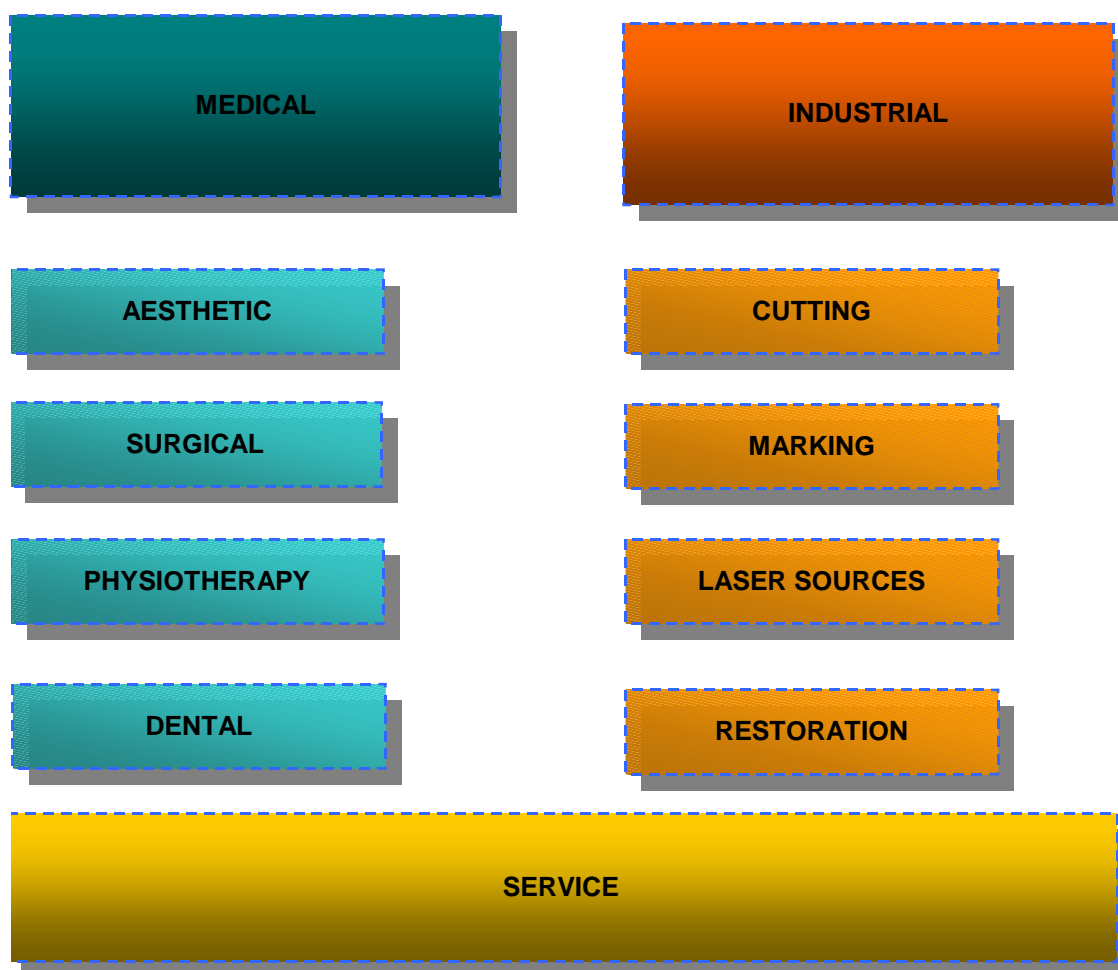 MEDICAL
INDUSTRIAL
AESTHETIC
CUTTING
SURGICAL
MARKING
PHYSIOTHERAPY
LASER SOURCES
DENTAL
RESTORATION
SERVICE